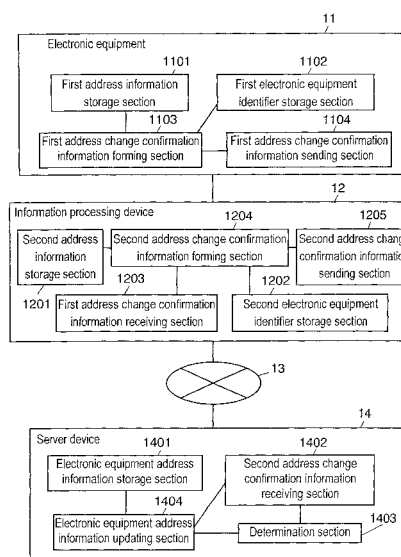 11
Electronic equipment
1101
1102
First address information
storage section
First electronic equipment
identifier storage section
1103
1104
First address change confirmation
information forming section
First address change confirmation
information sending section
12
Information processing device
1204
1205
Second address
information
storage section
Second address change confirmation
information forming section
Second address
confirmation
sending section
1201
1203
1202
First address change confirmation
information receiving section
Second electronic equipment
identifier storage section
13
14
Server device
1401
1402
Electronic equipment address
information storage section
Second address change
confirmation information
receiving section
1404
1403
Electronic equipment address
information updating section
Determination section